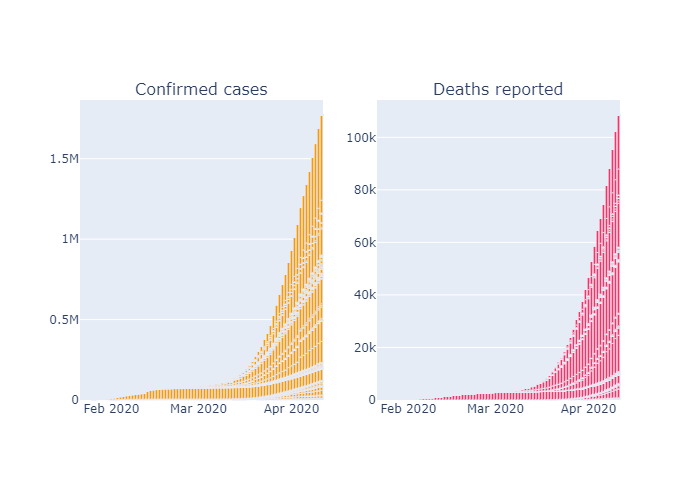 Confirmed cases
Deaths reported
1.5M
1M
0.5M
0
Feb 2020
Mar 2020
Apr 2020
100k
80k
60k
40k
20k
0
Feb 2020
Mar 2020
Apr 2020